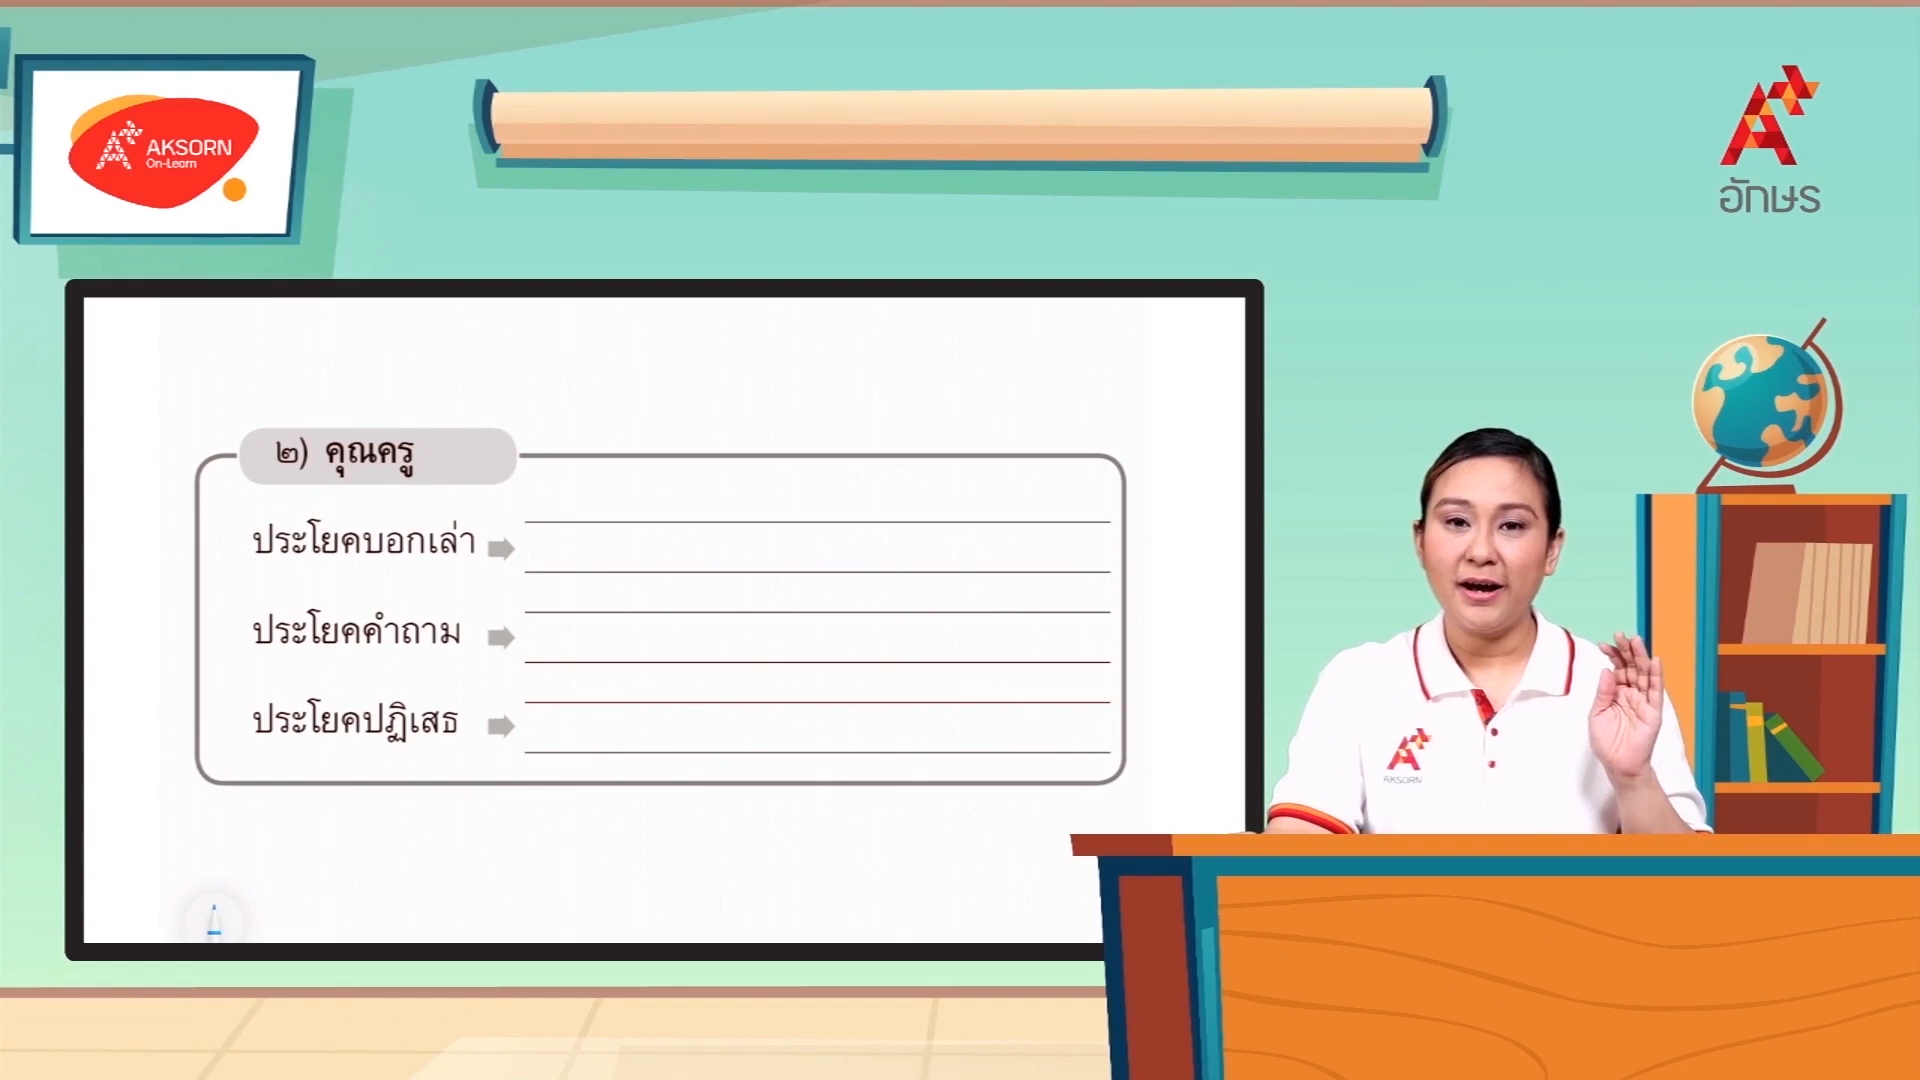 AKSORN
On-Learn
อักษร
๒) คุณครู
ประโยคบอกเล่า
ประโยคคำถาม
ประโยคปฏิเสธ
AKSORN